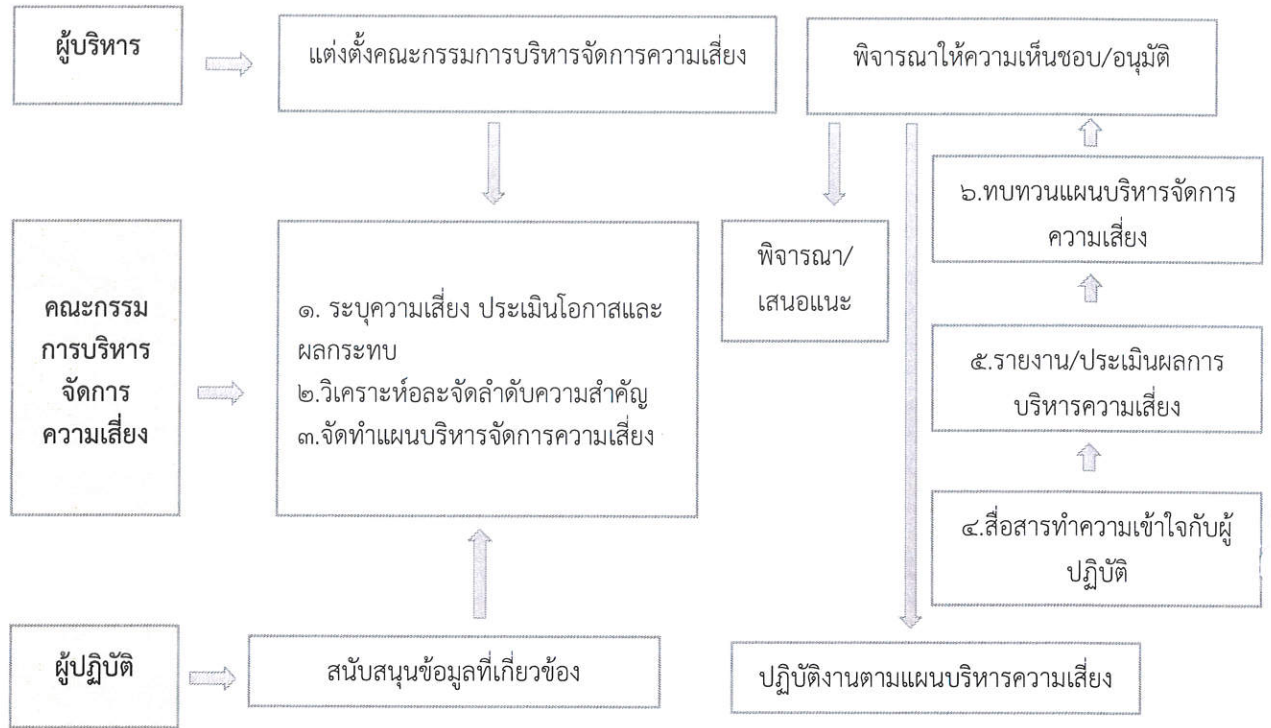 ผู้บริหาร
แต่งตั้งคณะกรรมการบริหารจัดการความเสี่ยง
พิจารณาให้ความเห็นชอบ/อนุมัติ
คณะกรรม
การบริหาร
จัดการ
ความเสี่ยง
๑. ระบุความเสี่ยง ประเมินโอกาสและ
ผลกระทบ
๒.วิเคราะห์อละจัดลำดับความสำคัญ
๓.จัดทำแผนบริหารจัดการความเสี่ยง
พิจารณา/
เสนอแนะ
๖.ทบทวนแผนบริหารจัดการ
ความเสี่ยง
๕.รายงาน/ประเมินผลการ
บริหารความเสี่ยง
๔.สื่อสารทำความเข้าใจกับผู้
ปฏิบัติ
ผู้ปฏิบัติ
สนับสนุนข้อมูลที่เกี่ยวข้อง
ปฏิบัติงานตามแผนบริหารความเสี่ยง